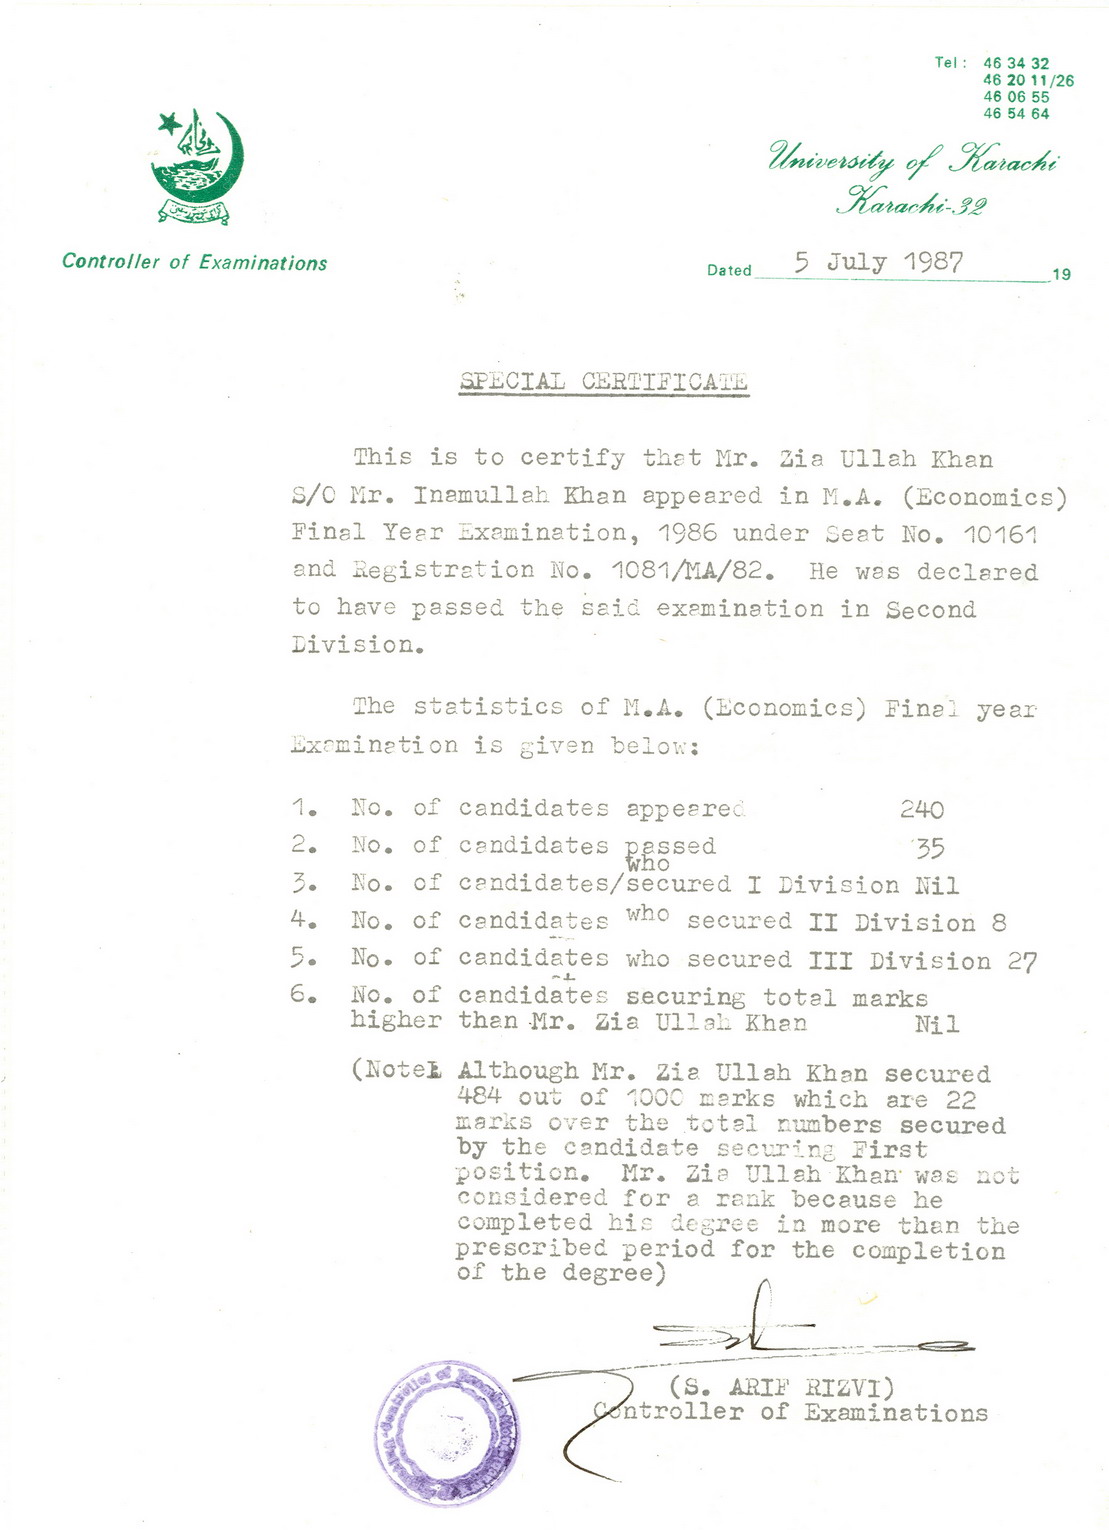 Tel : 46 34 32
46 20 11/26
46 06 55
46 54 64
University of Karachi
Karachi-32
Controller of Examinations
Dated 5 July 1987 19
SPECIAL CERTIFICATE
This is to certify that Mr. Zia Ullah Khan
S/O Mr. Inamullah Khan appeared in M.A. (Economics)
Final Year Examination, 1986 under Seat No. 10161
and Registration No. 1081/MA/82. He was declared
to have passed the said examination in Second
Division.
The statistics of M.A. (Economics) Final year
Examination is given below:
1. No. of candidates appeared 240
2. No. of candidates passed 35
who
3. No. of candidates/secured I Division Nil
4. No. of candidates who secured II Division 8
5. No. of candidates who secured III Division 27
6. No. of candidates securing total marks
higher than Mr. Zia Ullah Khan Nil
(Note: Although Mr. Zia Ullah Khan secured
484 out of 1000 marks which are 22
marks over the total numbers secured
by the candidate securing First
position. Mr. Zia Ullah Khan was not
considered for a rank because he
completed his degree in more than the
prescribed period for the completion
of the degree)
(S. ARIF RIZVI)
Controller of Examinations
Controller of Examinations